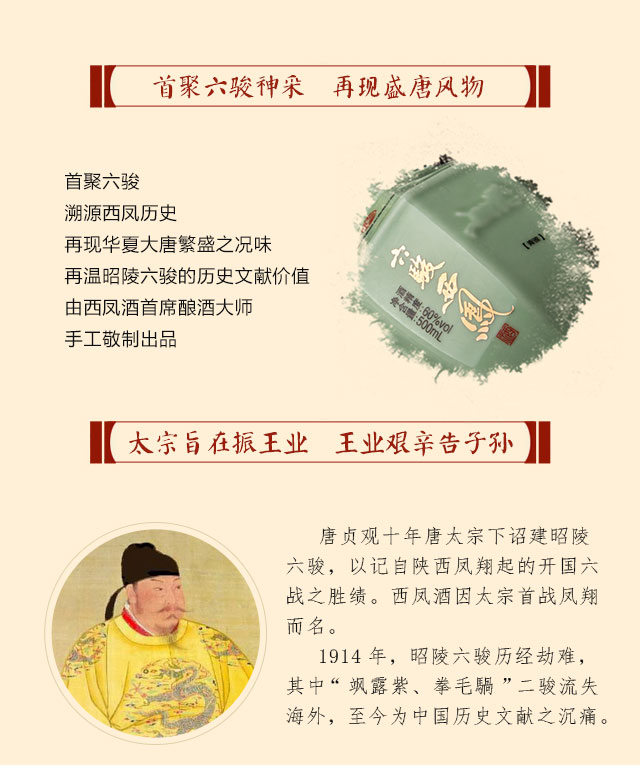 首聚六骏神采 再现盛唐风物
首聚六骏
溯源西凤历史
再现华夏大唐繁盛之况味
再温昭陵六骏的历史文献价值
由西凤酒首席酿酒大师
手工敬制出品
六骏西凤
酒精度:60%vol
净含量:500mL
太宗旨在振王业 王业艰辛告子孙
唐贞观十年唐太宗下诏建昭陵
六骏，以记自陕西凤翔起的开国六
战之胜绩。西凤酒因太宗首战凤翔
而名。
1914 年，昭陵六骏历经劫难，
其中“ 飒露紫、拳毛騧 ”二骏流失
海外，至今为中国历史文献之沉痛。